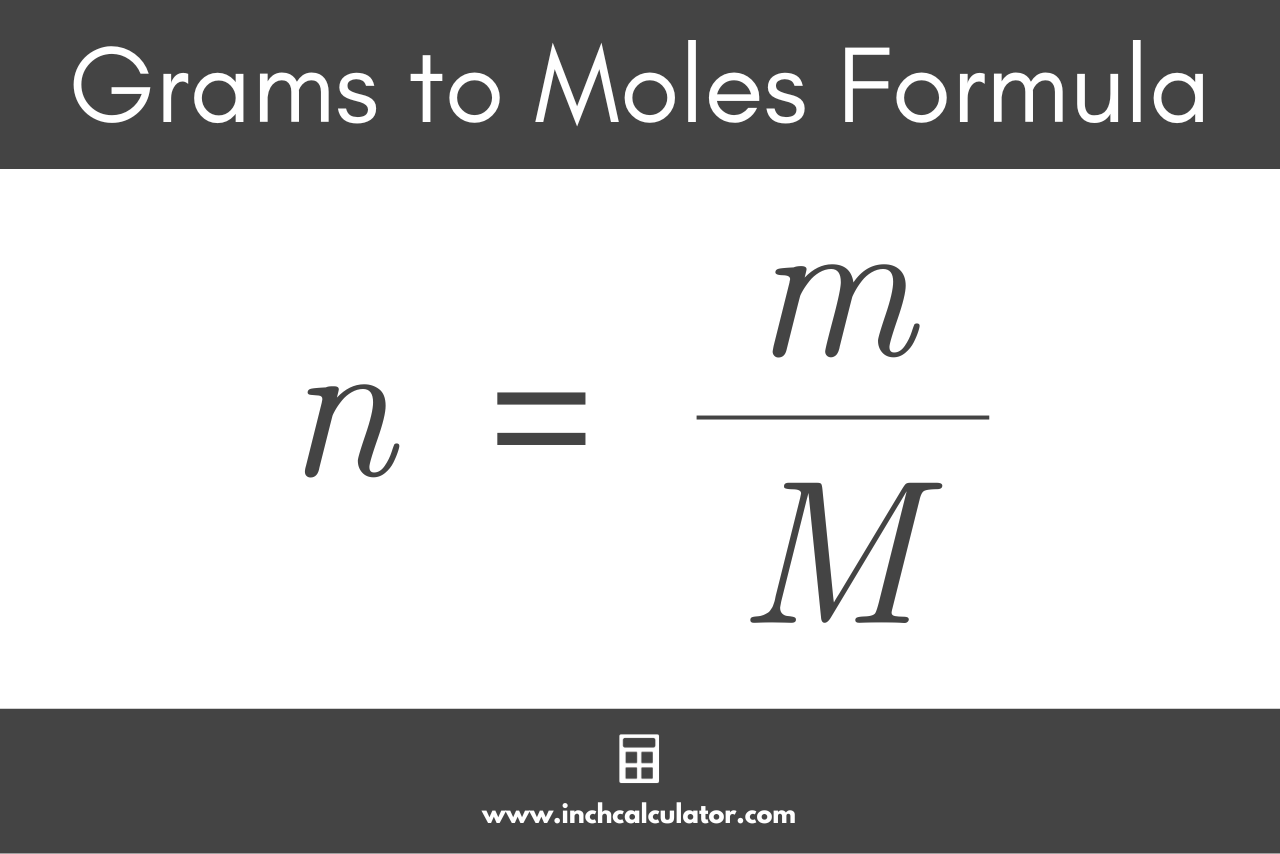 Grams to Moles Formula
n = m / M
www.inchcalculator.com